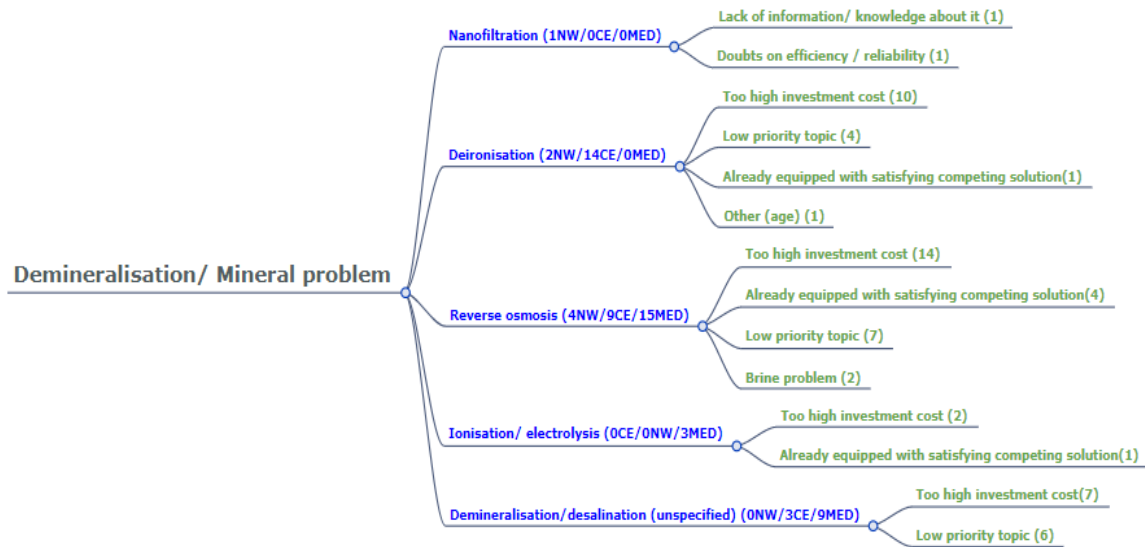 Demineralisation/ Mineral problem
Nanofiltration (1NW/0CE/0MED)
Lack of information/ knowledge about it (1)
Doubts on efficiency / reliability (1)
Deironisation (2NW/14CE/0MED)
Too high investment cost (10)
Low priority topic (4)
Already equipped with satisfying competing solution(1)
Other (age) (1)
Reverse osmosis (4NW/9CE/15MED)
Too high investment cost (14)
Already equipped with satisfying competing solution(4)
Low priority topic (7)
Brine problem (2)
Ionisation/ electrolysis (0CE/0NW/3MED)
Too high investment cost (2)
Already equipped with satisfying competing solution(1)
Demineralisation/desalination (unspecified) (0NW/3CE/9MED)
Too high investment cost(7)
Low priority topic (6)